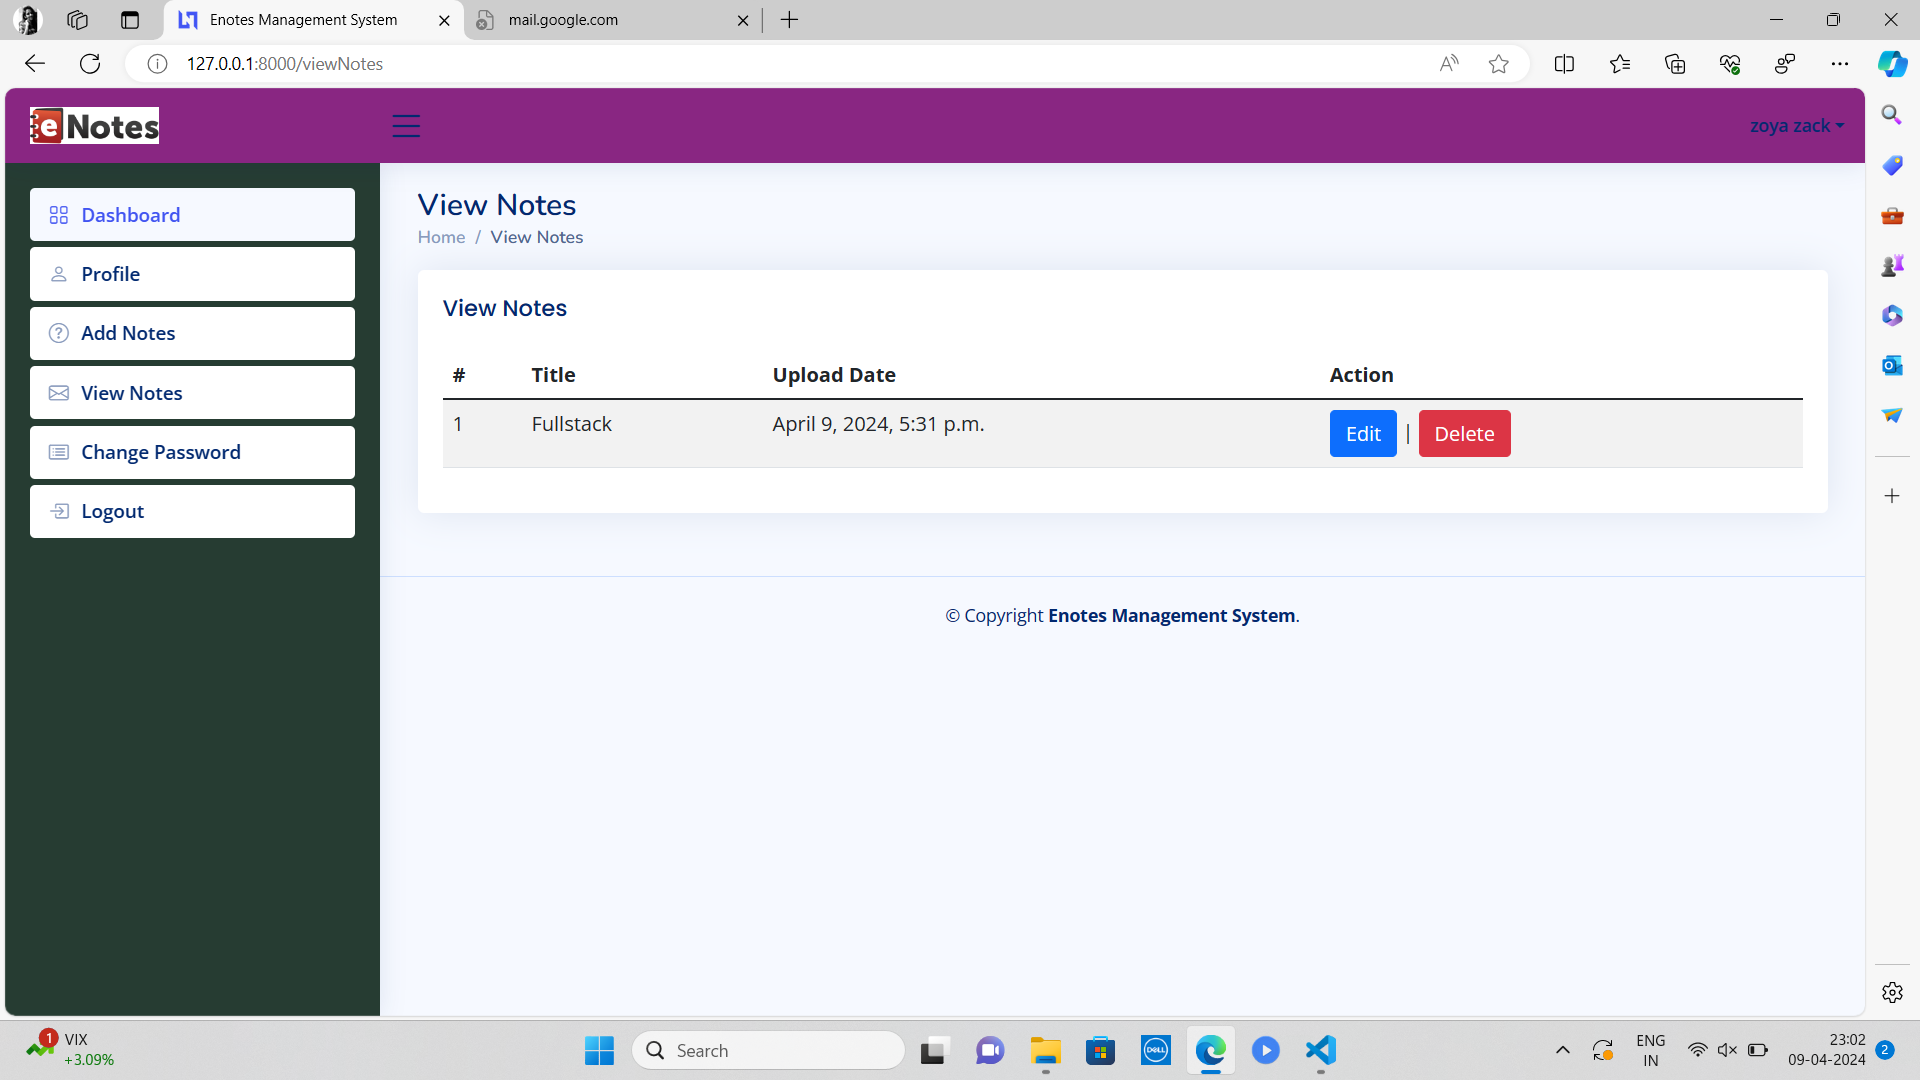 Enotes Management System
mail.google.com
127.0.0.1:8000/viewNotes
e Notes
zoya zack
Dashboard
Profile
Add Notes
View Notes
Change Password
Logout
View Notes
Home / View Notes
View Notes
# Title Upload Date Action
1 Fullstack April 9, 2024, 5:31 p.m. Edit | Delete
© Copyright Enotes Management System.
1 VIX
+3.09%
Search
DELL
ENG
IN
23:02
09-04-2024
2